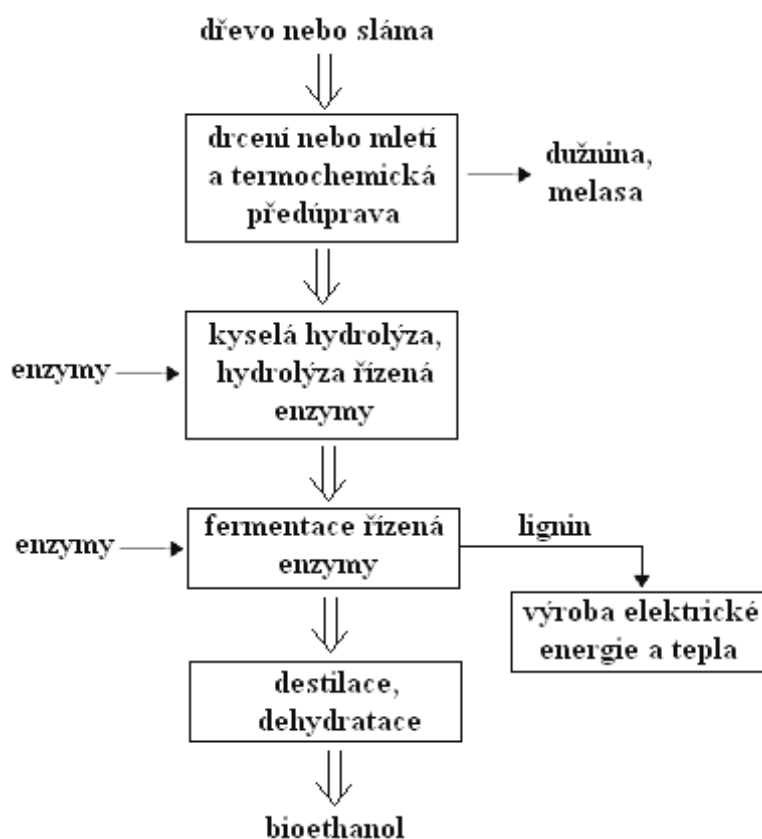 dřevo nebo sláma
drcení nebo mletí
a termochemická
předúprava
dužnina,
melasa
kyselá hydrolýza,
hydrolýza řízená
enzymy
enzymy
fermentace řízená
enzymy
enzymy
lignin
výroba elektrické
energie a tepla
destilace,
dehydratace
bioethanol